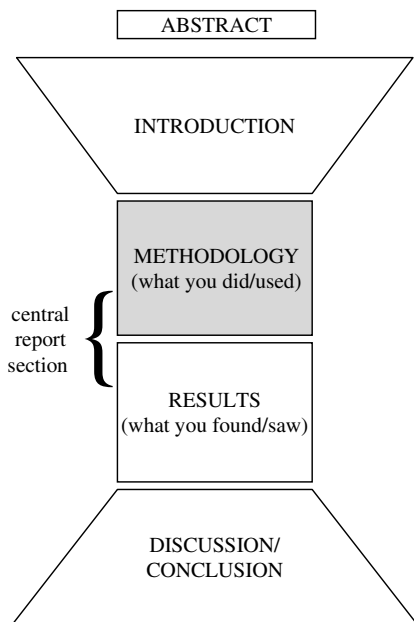 ABSTRACT
INTRODUCTION
METHODOLOGY
(what you did/used)
central
report
section
RESULTS
(what you found/saw)
DISCUSSION/
CONCLUSION